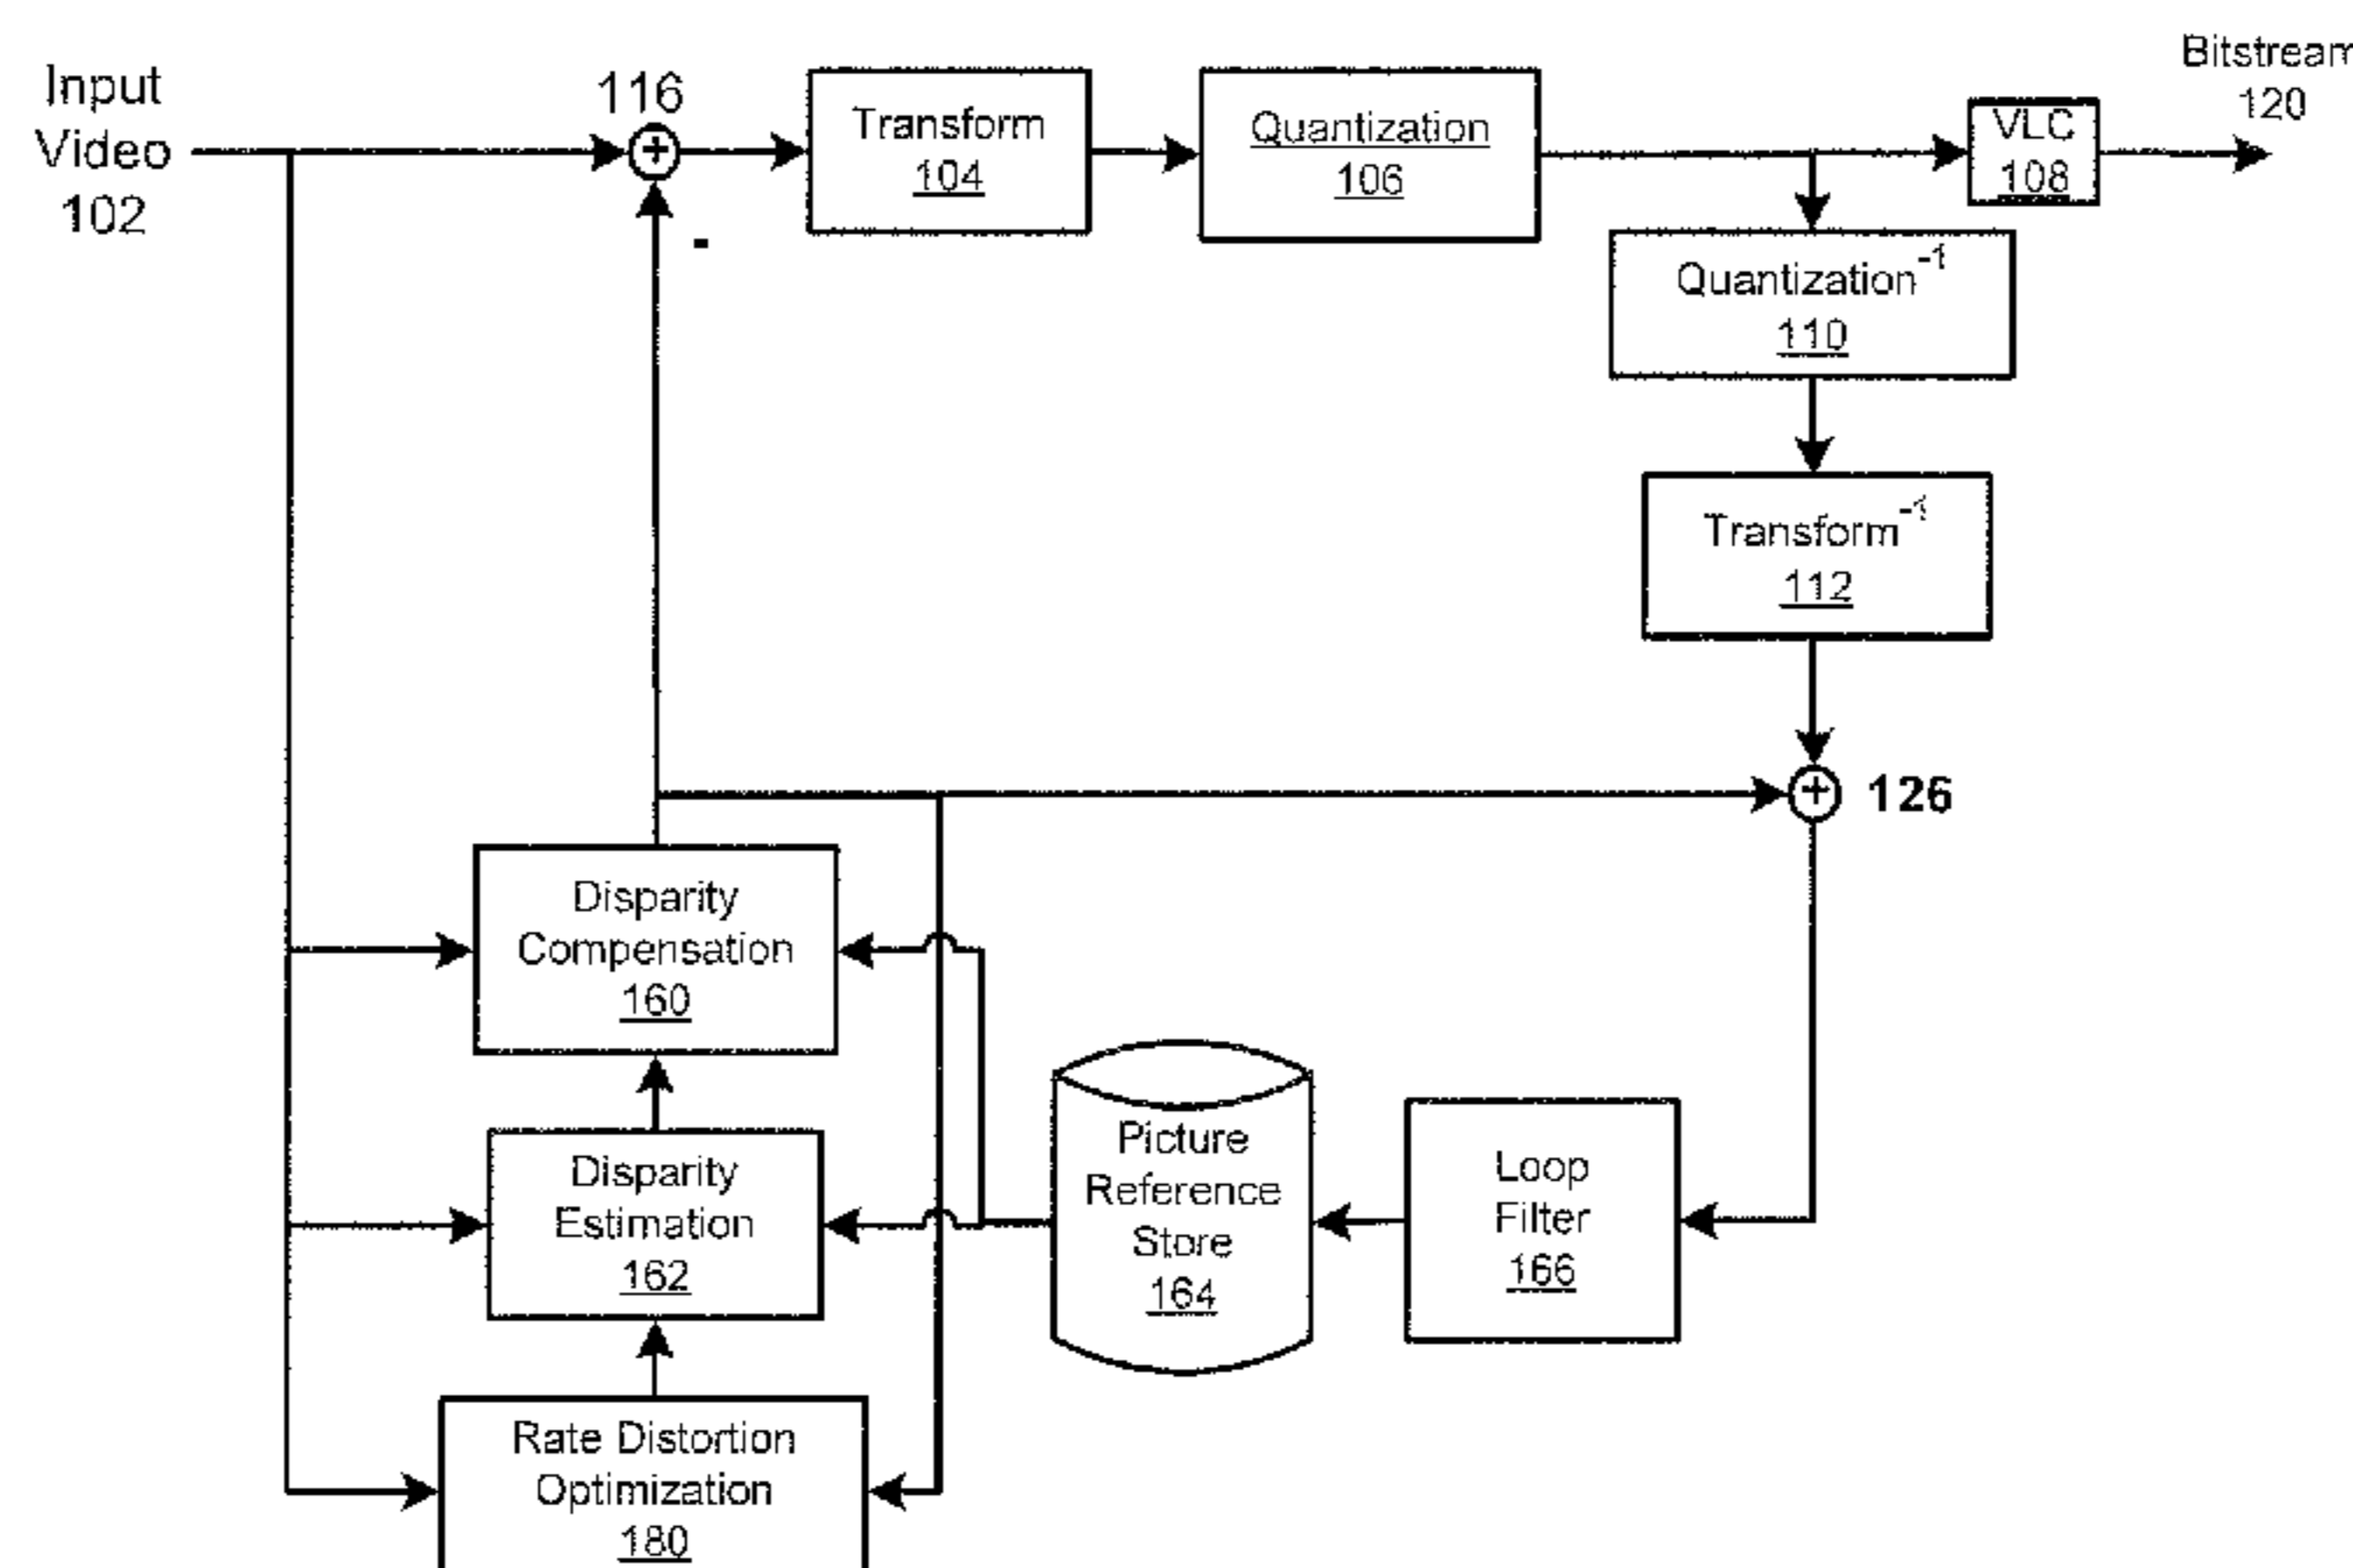 Input
Video
102
116
Transform
104
Quantization
106
VLC
108
Bitstream
120
Quantization-1
110
Transform-1
112
-
126
Disparity
Compensation
160
Disparity
Estimation
162
Picture
Reference
Store
164
Loop
Filter
166
Rate Distortion
Optimization
180